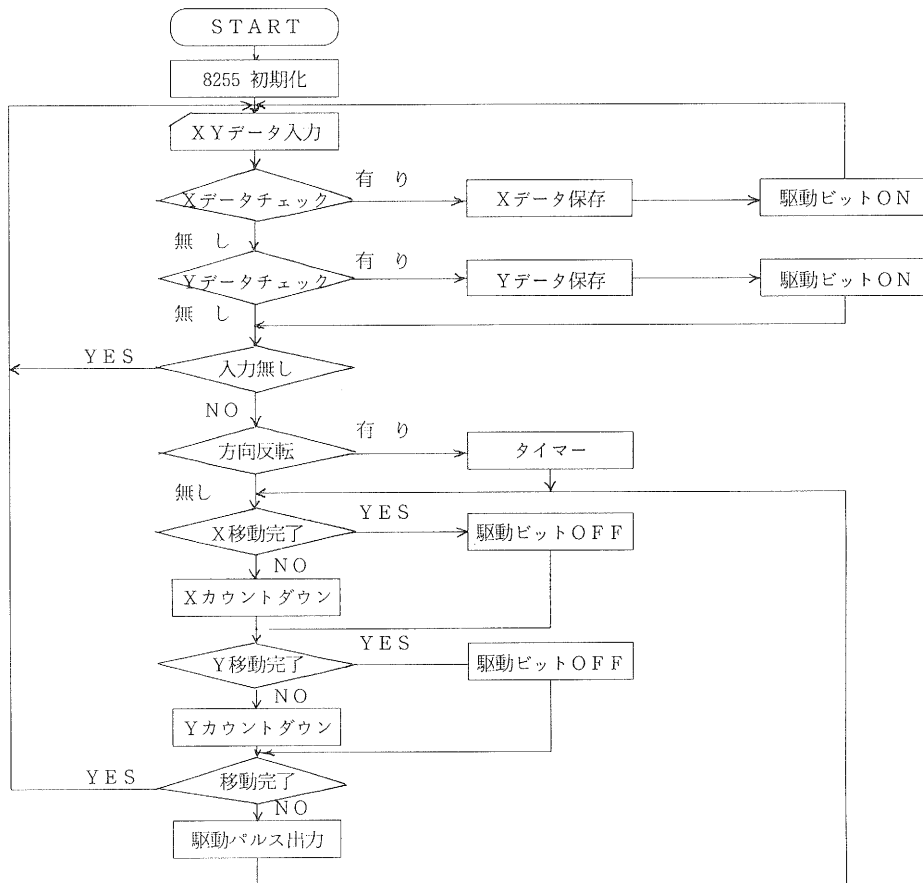 START
8255 初期化
XYデータ入力
有り
Xデータチェック
Xデータ保存
駆動ビットON
無し
有り
Yデータチェック
Yデータ保存
駆動ビットON
無し
YES
入力無し
NO
有り
方向反転
タイマー
無し
YES
X移動完了
駆動ビットOFF
NO
Xカウントダウン
YES
Y移動完了
駆動ビットOFF
NO
Yカウントダウン
YES
移動完了
NO
駆動パルス出力